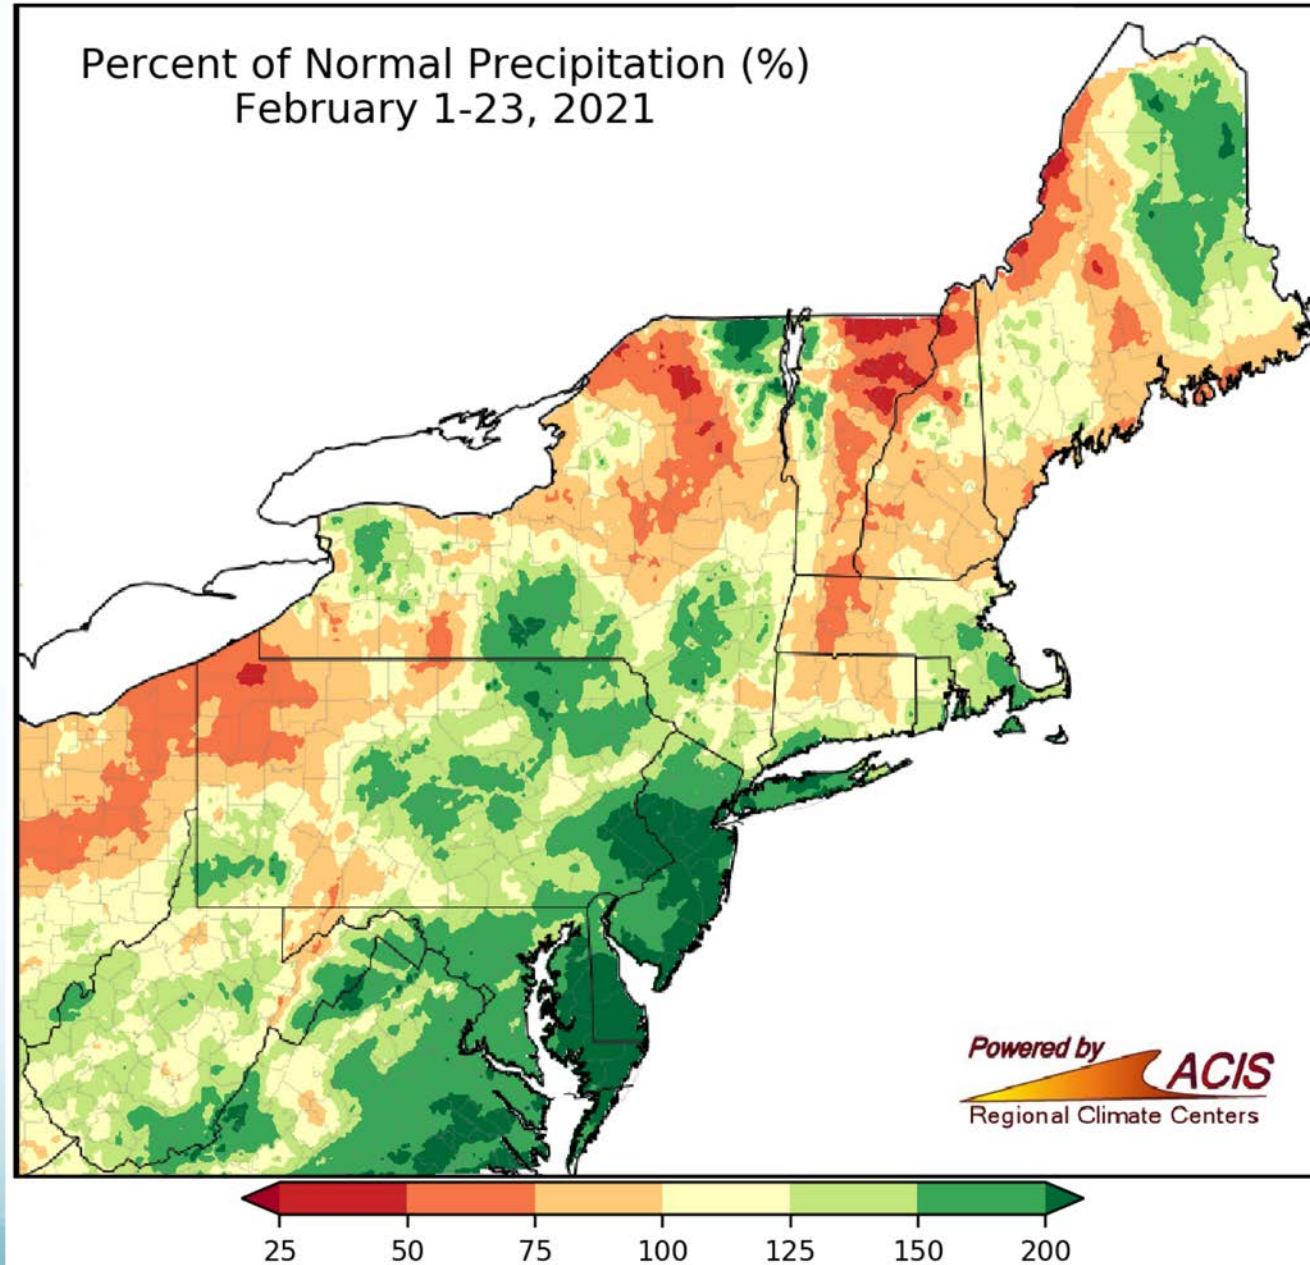 Percent of Normal Precipitation (%)
February 1-23, 2021
Powered by
ACIS
Regional Climate Centers
25 50 75 100 125 150 200